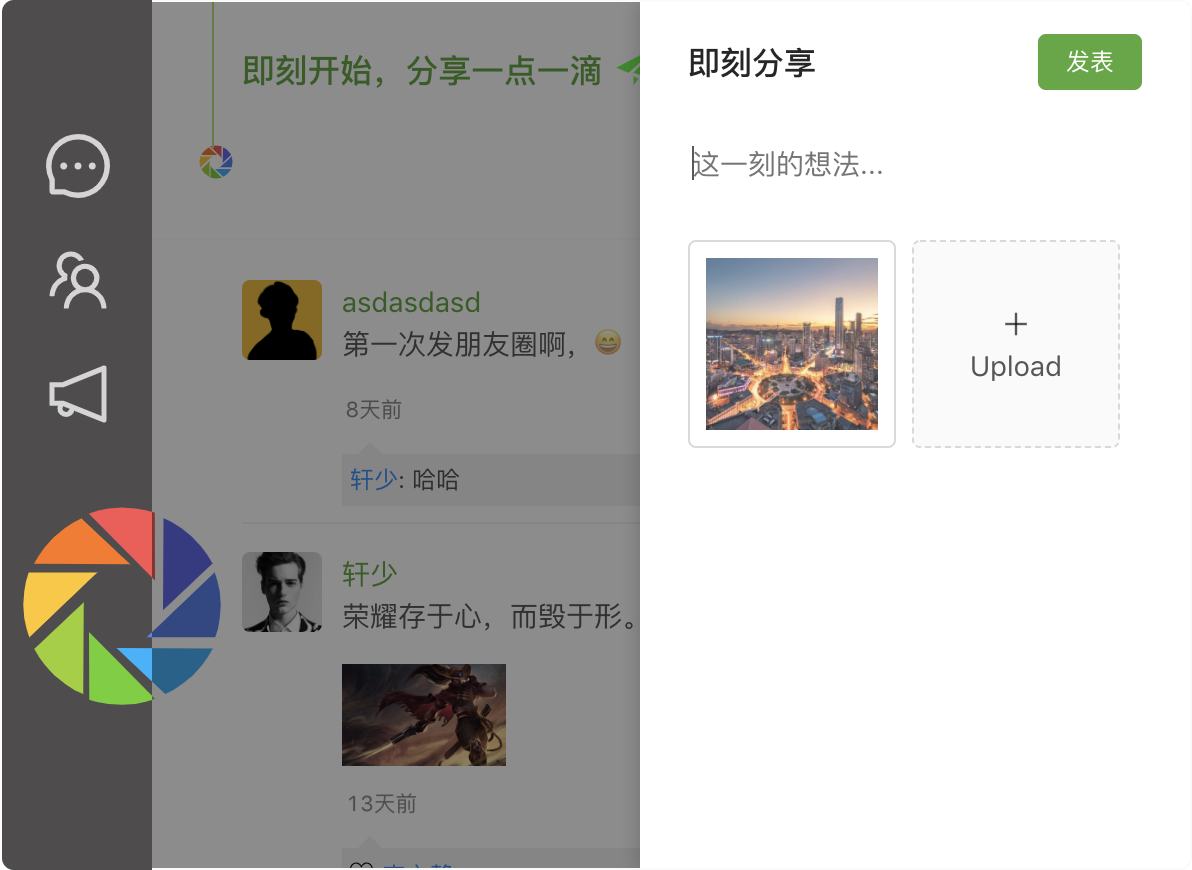 即刻开始，分享一点一滴
asdasdasd
第一次发朋友圈啊，😄
8天前
轩少: 哈哈
轩少
荣耀存于心，而毁于形。
13天前
即刻分享
发表
这一刻的想法...
Upload